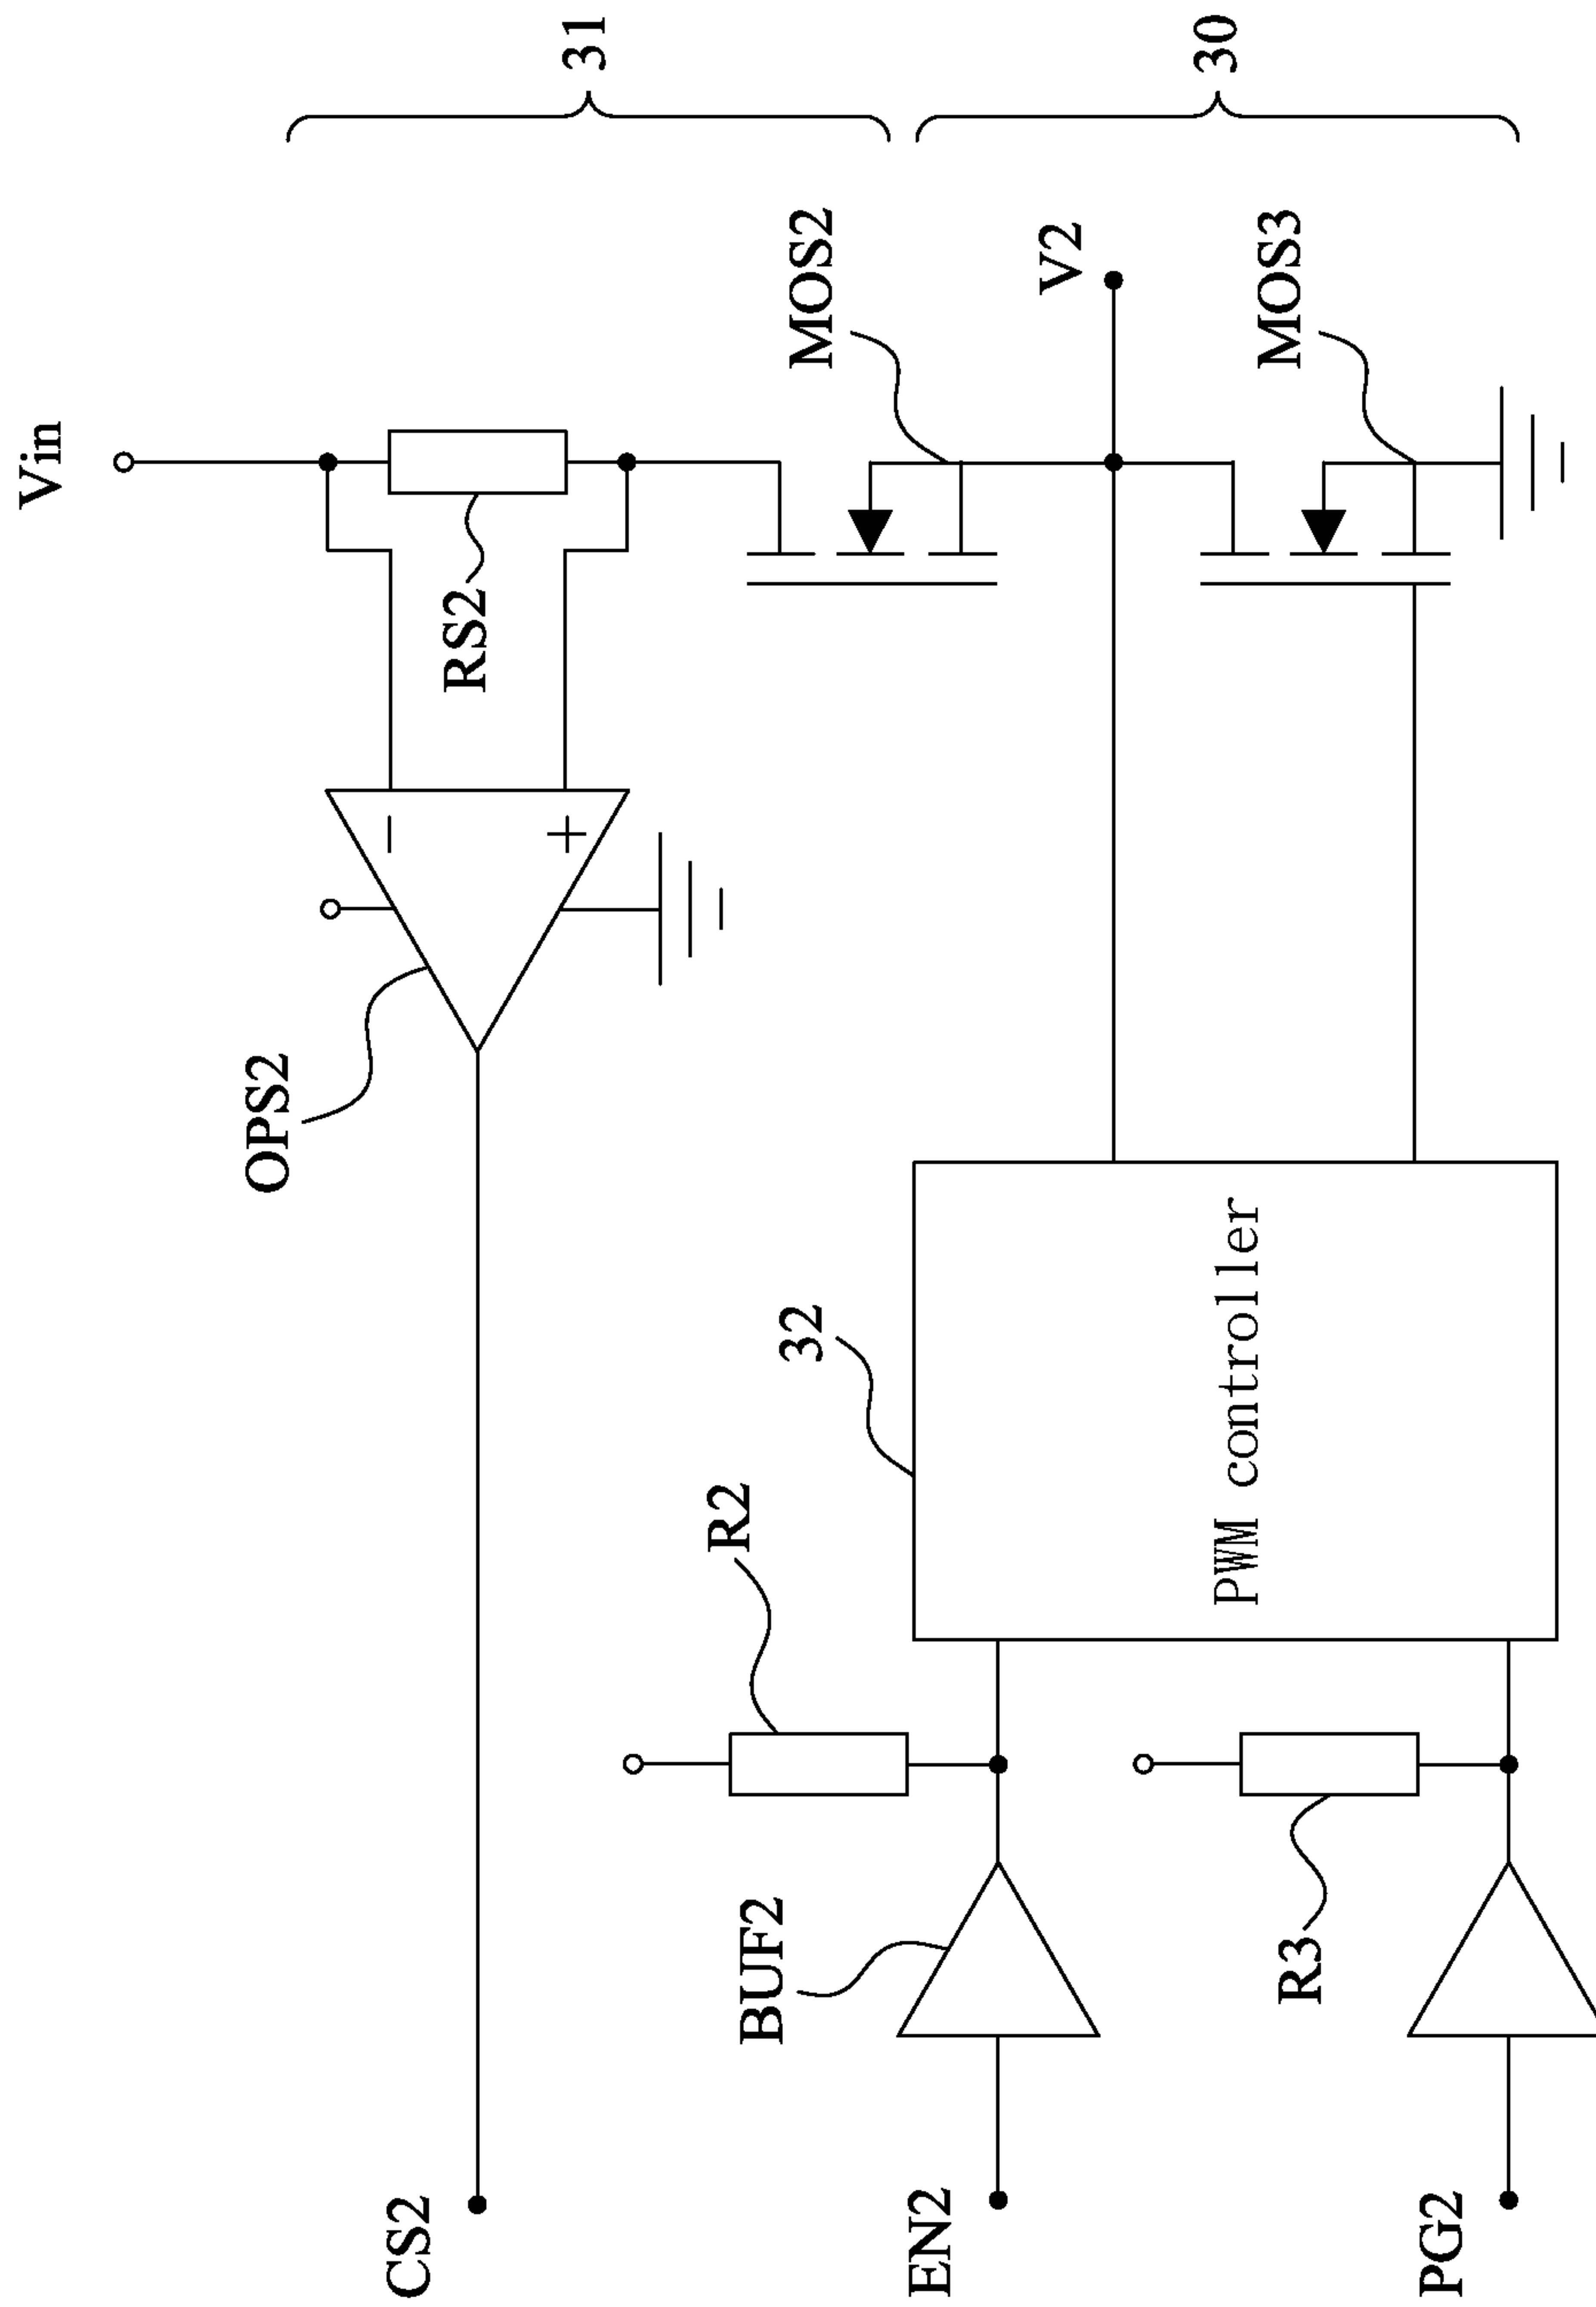 Vin
31
30
RS2
MOS2
V2
MOS3
OPS2
32
PWM controller
R2
BUF2
R3
CS2
EN2
PG2